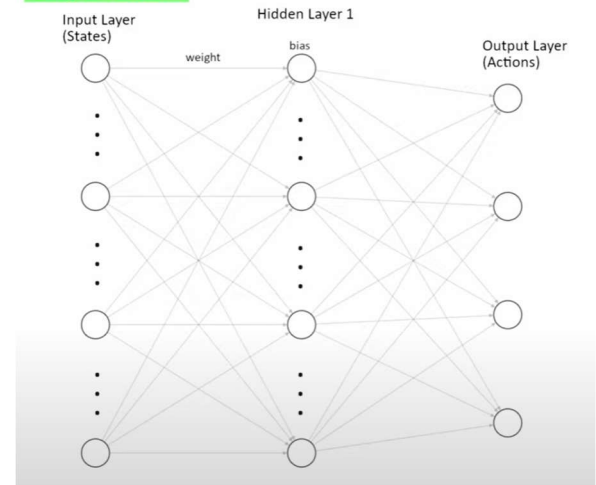 Input Layer
(States)
Hidden Layer 1
weight
bias
Output Layer
(Actions)